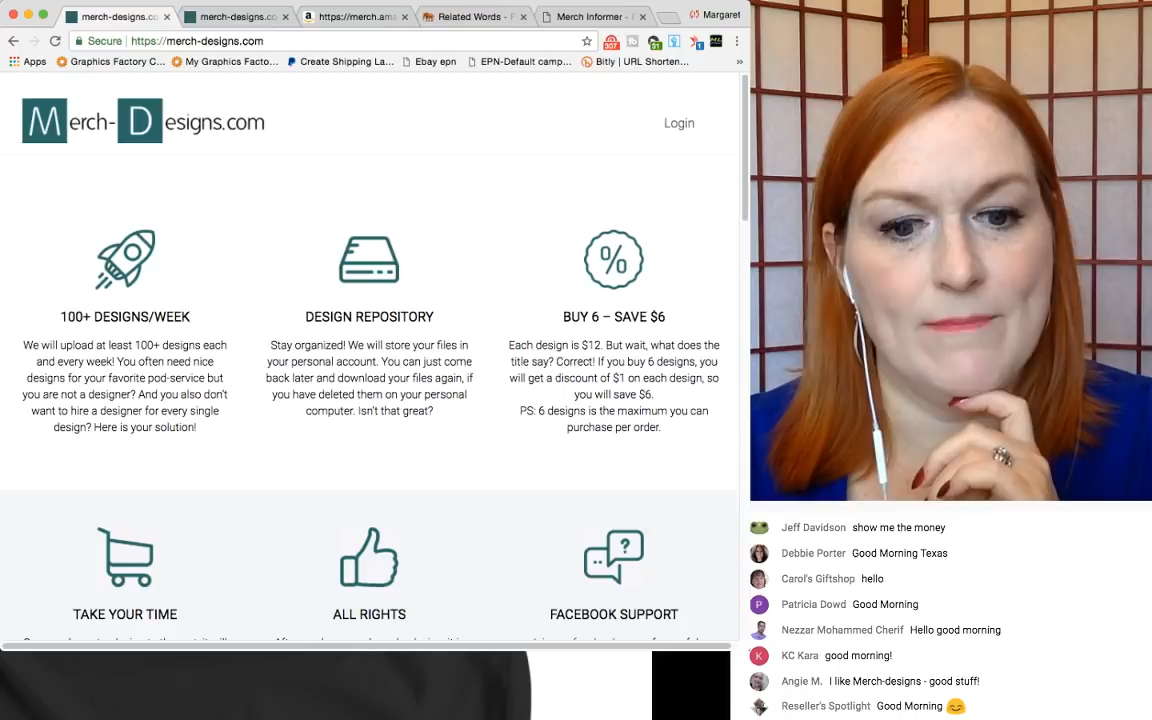 merch-designs.co
merch-designs.co
https://merch.am
Related Words - F
Merch Informer -
Margaret
Secure
https://merch-designs.com
307
31
1
Apps
Graphics Factory C...
My Graphics Facto...
Create Shipping La...
Ebay epn
EPN-Default camp...
Bitly | URL Shorten...
»
Merch-Designs.com
Login
%
100+ DESIGNS/WEEK
We will upload at least 100+ designs each
and every week! You often need nice
designs for your favorite pod-service but
you are not a designer? And you also don't
want to hire a designer for every single
design? Here is your solution!
DESIGN REPOSITORY
Stay organized! We will store your files in
your personal account. You can just come
back later and download your files again, if
you have deleted them on your personal
computer. Isn't that great?
BUY 6 – SAVE $6
Each design is $12. But wait, what does the
title say? Correct! If you buy 6 designs, you
will get a discount of $1 on each design, so
you will save $6.
PS: 6 designs is the maximum you can
purchase per order.
?
TAKE YOUR TIME
ALL RIGHTS
FACEBOOK SUPPORT
Jeff Davidson show me the money
Debbie Porter Good Morning Texas
Carol's Giftshop hello
P
Patricia Dowd Good Morning
Nezzar Mohammed Cherif Hello good morning
K
KC Kara good morning!
Angie M. I like Merch-designs - good stuff!
Reseller's Spotlight Good Morning 😊